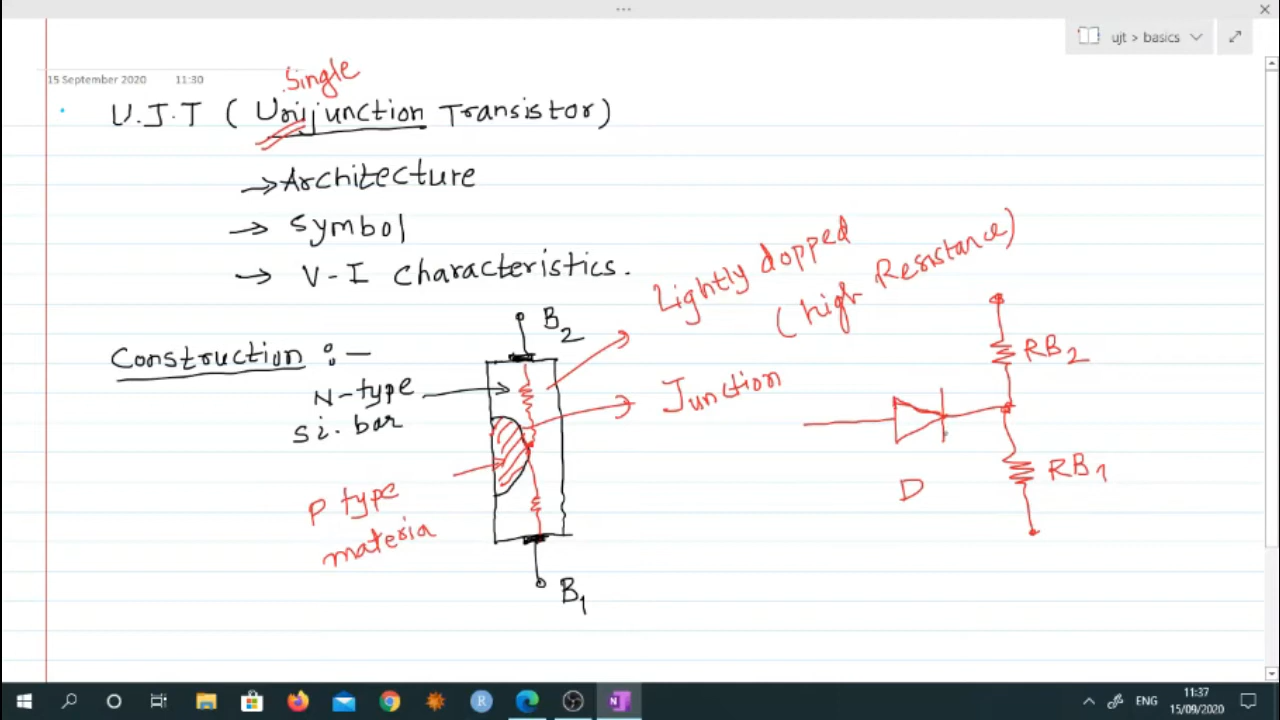 ujt > basics
15 September 2020 11:30
Single
U.J.T ( Unijunction Transistor)
→ Architecture
→ Symbol
→ V-I Characteristics.
Lightly dopped
(high Resistance)
Construction :-
B2
N-type
si. bar
Junction
P type
materia
B1
RB2
D
RB1
ENG
11:37
15/09/2020